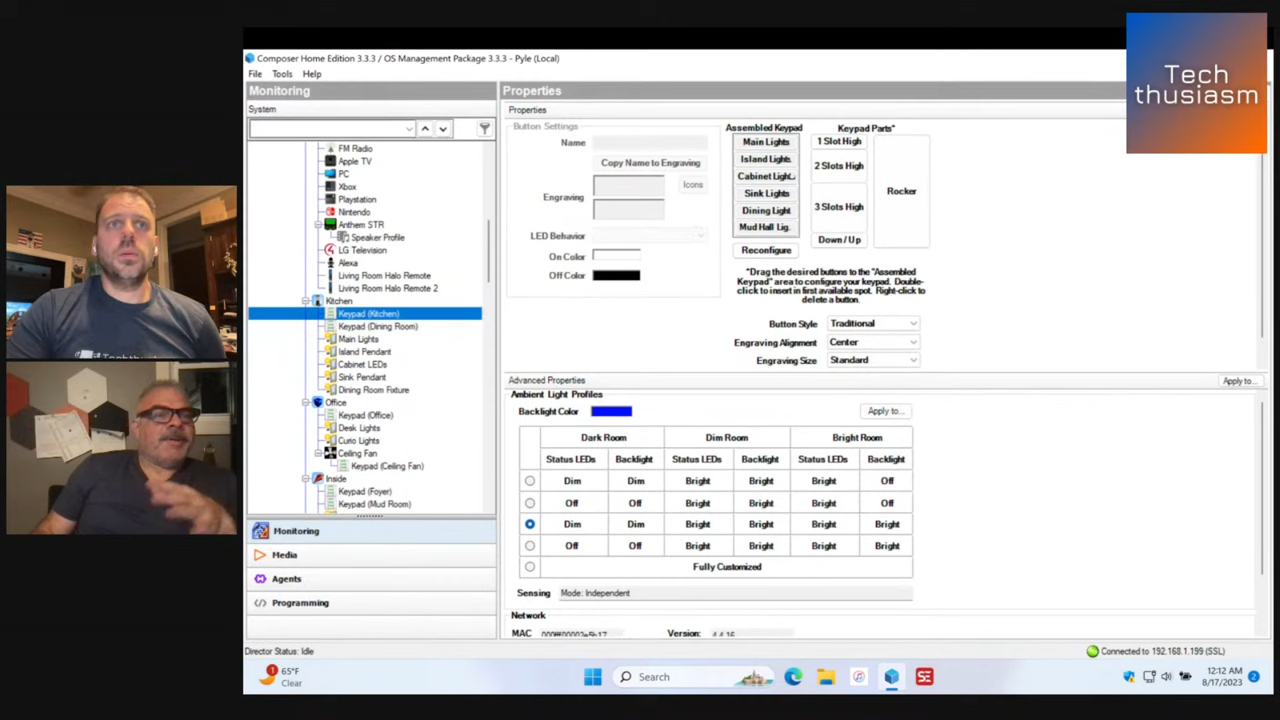 Tech
thusiasm
Composer Home Edition 3.3.3 / OS Management Package 3.3.3 - Pyle (Local)
File Tools Help
Monitoring
System
FM Radio
Apple TV
PC
Xbox
Playstation
Nintendo
Anthem STR
Speaker Profile
LG Television
Alexa
Living Room Halo Remote
Living Room Halo Remote 2
Kitchen
Keypad (Kitchen)
Keypad (Dining Room)
Main Lights
Island Pendant
Cabinet LEDs
Sink Pendant
Dining Room Fixture
Office
Keypad (Office)
Desk Lights
Curio Lights
Ceiling Fan
Keypad (Ceiling Fan)
Inside
Keypad (Foyer)
Keypad (Mud Room)
Monitoring
Media
Agents
Programming
Properties
Properties
Button Settings
Name
Copy Name to Engraving
Engraving
Icons
LED Behavior
On Color
Off Color
Assembled Keypad
Main Lights
Island Lights
Cabinet Light
Sink Lights
Dining Light
Mud Hall Lig.
Reconfigure
Keypad Parts*
1 Slot High
2 Slots High
3 Slots High
Down / Up
Rocker
*Drag the desired buttons to the "Assembled
Keypad" area to configure your keypad. Double-
click to insert in first available spot. Right-click to
delete a button.
Button Style Traditional
Engraving Alignment Center
Engraving Size Standard
Advanced Properties
Apply to...
Ambient Light Profiles
Backlight Color
Apply to...
Dark Room Dim Room Bright Room
Status LEDs Backlight Status LEDs Backlight Status LEDs Backlight
Dim Dim Bright Bright Bright Off
Off Off Bright Bright Bright Off
Dim Dim Bright Bright Bright Bright
Off Off Bright Bright Bright Bright
Fully Customized
Sensing Mode: Independent
Network
MAC Version:
Director Status: Idle
Connected to 192.168.1.199 (SSL)
1
65°F
Clear
Search
SE
12:12 AM
8/17/2023
2